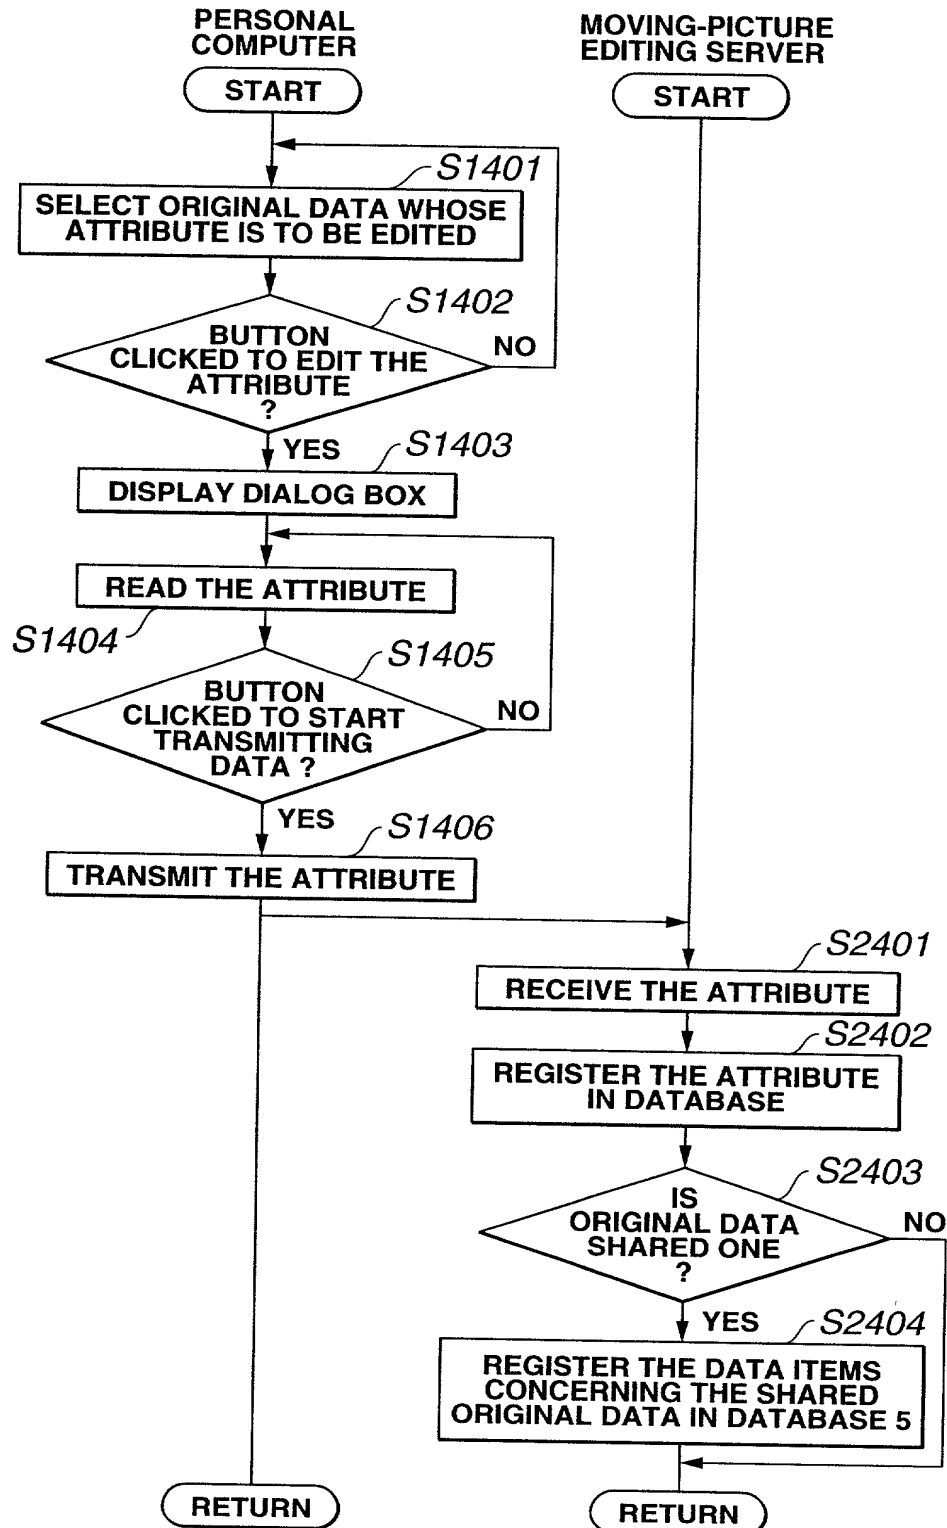 PERSONAL
COMPUTER
START
S1401
SELECT ORIGINAL DATA WHOSE
ATTRIBUTE IS TO BE EDITED
S1402
BUTTON
CLICKED TO EDIT THE
ATTRIBUTE
?
NO
YES
S1403
DISPLAY DIALOG BOX
READ THE ATTRIBUTE
S1404
S1405
BUTTON
CLICKED TO START
TRANSMITTING
DATA ?
NO
YES
S1406
TRANSMIT THE ATTRIBUTE
RETURN
MOVING-PICTURE
EDITING SERVER
START
S2401
RECEIVE THE ATTRIBUTE
S2402
REGISTER THE ATTRIBUTE
IN DATABASE
S2403
IS
ORIGINAL DATA
SHARED ONE
?
NO
YES
S2404
REGISTER THE DATA ITEMS
CONCERNING THE SHARED
ORIGINAL DATA IN DATABASE 5
RETURN